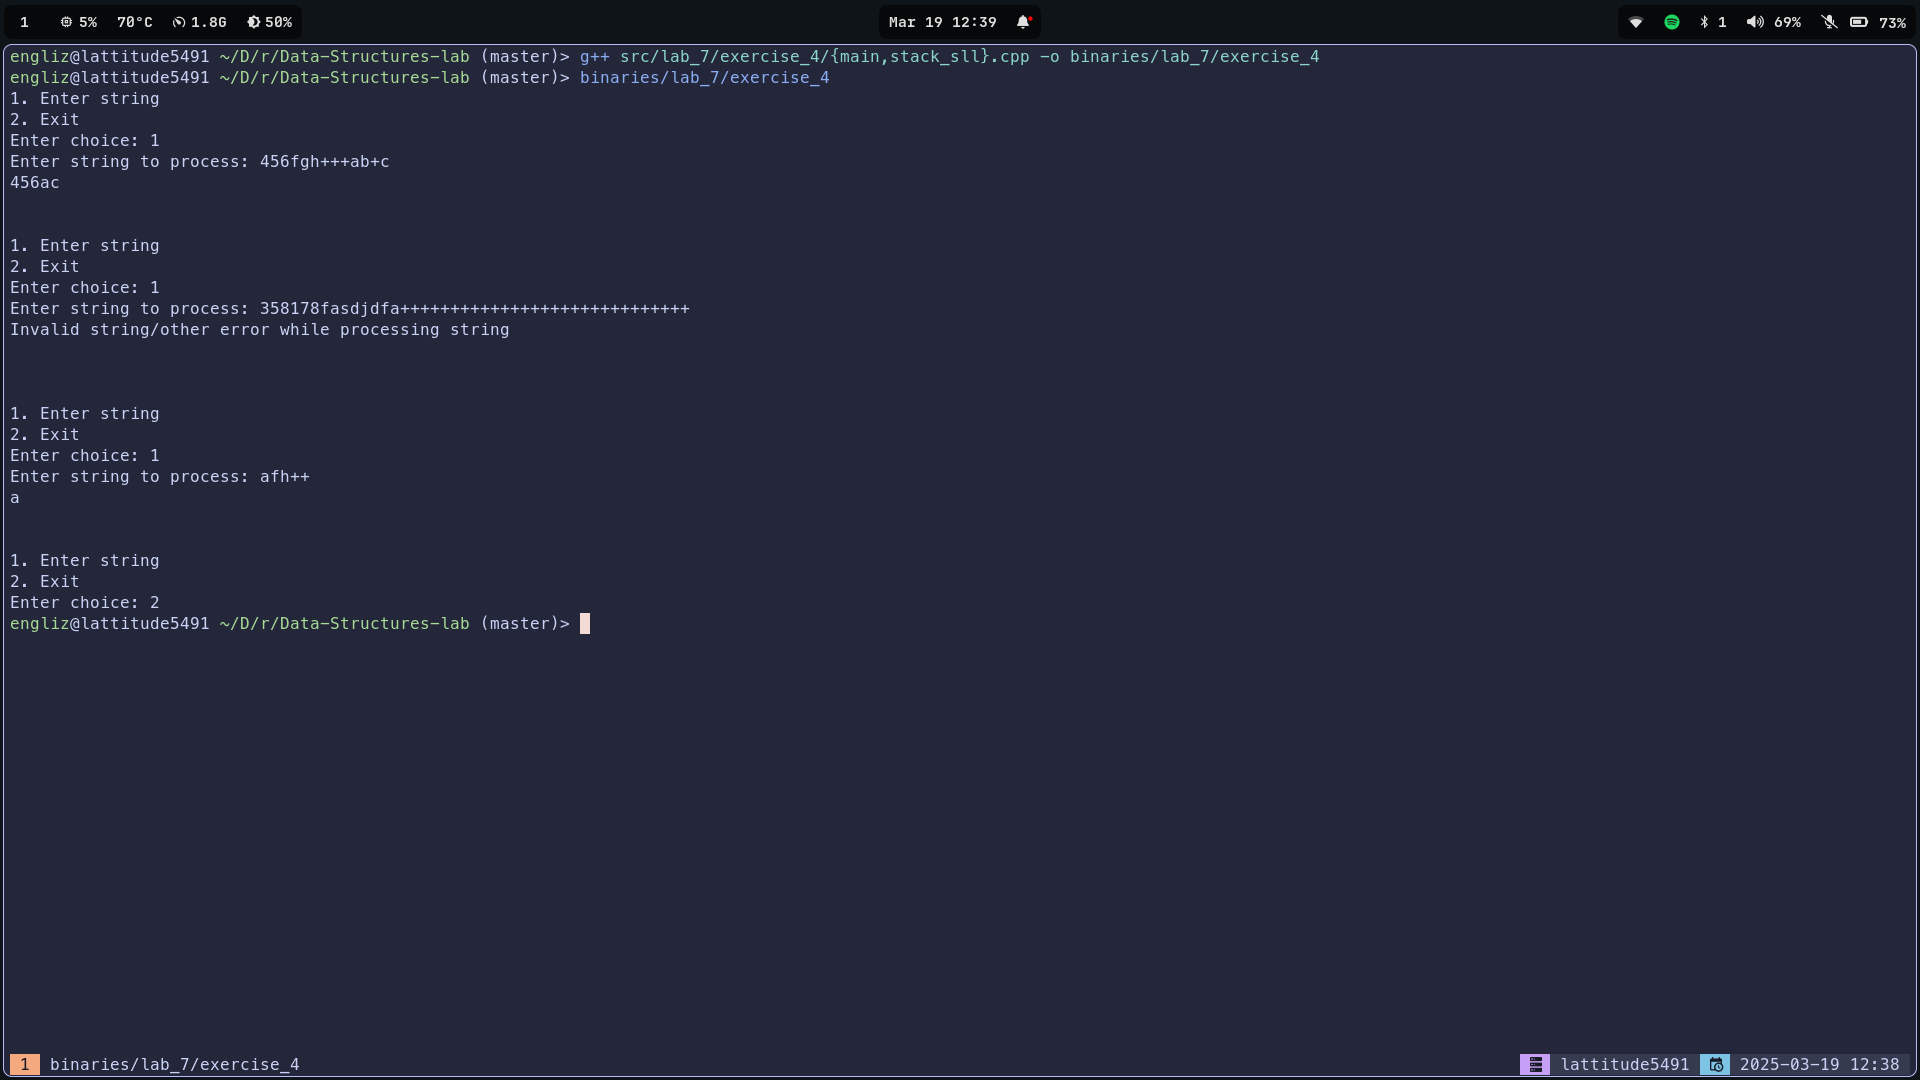 1 5% 70°C 1.8G 50% Mar 19 12:39 1 69% 73%
engliz@lattitude5491 ~/D/r/Data-Structures-lab (master)> g++ src/lab_7/exercise_4/{main,stack_sll}.cpp -o binaries/lab_7/exercise_4
engliz@lattitude5491 ~/D/r/Data-Structures-lab (master)> binaries/lab_7/exercise_4
1. Enter string
2. Exit
Enter choice: 1
Enter string to process: 456fgh+++ab+c
456ac
1. Enter string
2. Exit
Enter choice: 1
Enter string to process: 358178fasdjdfa+++++++++++++++++++++++++++++
Invalid string/other error while processing string
1. Enter string
2. Exit
Enter choice: 1
Enter string to process: afh++
a
1. Enter string
2. Exit
Enter choice: 2
engliz@lattitude5491 ~/D/r/Data-Structures-lab (master)>
1 binaries/lab_7/exercise_4 lattitude5491 2025-03-19 12:38